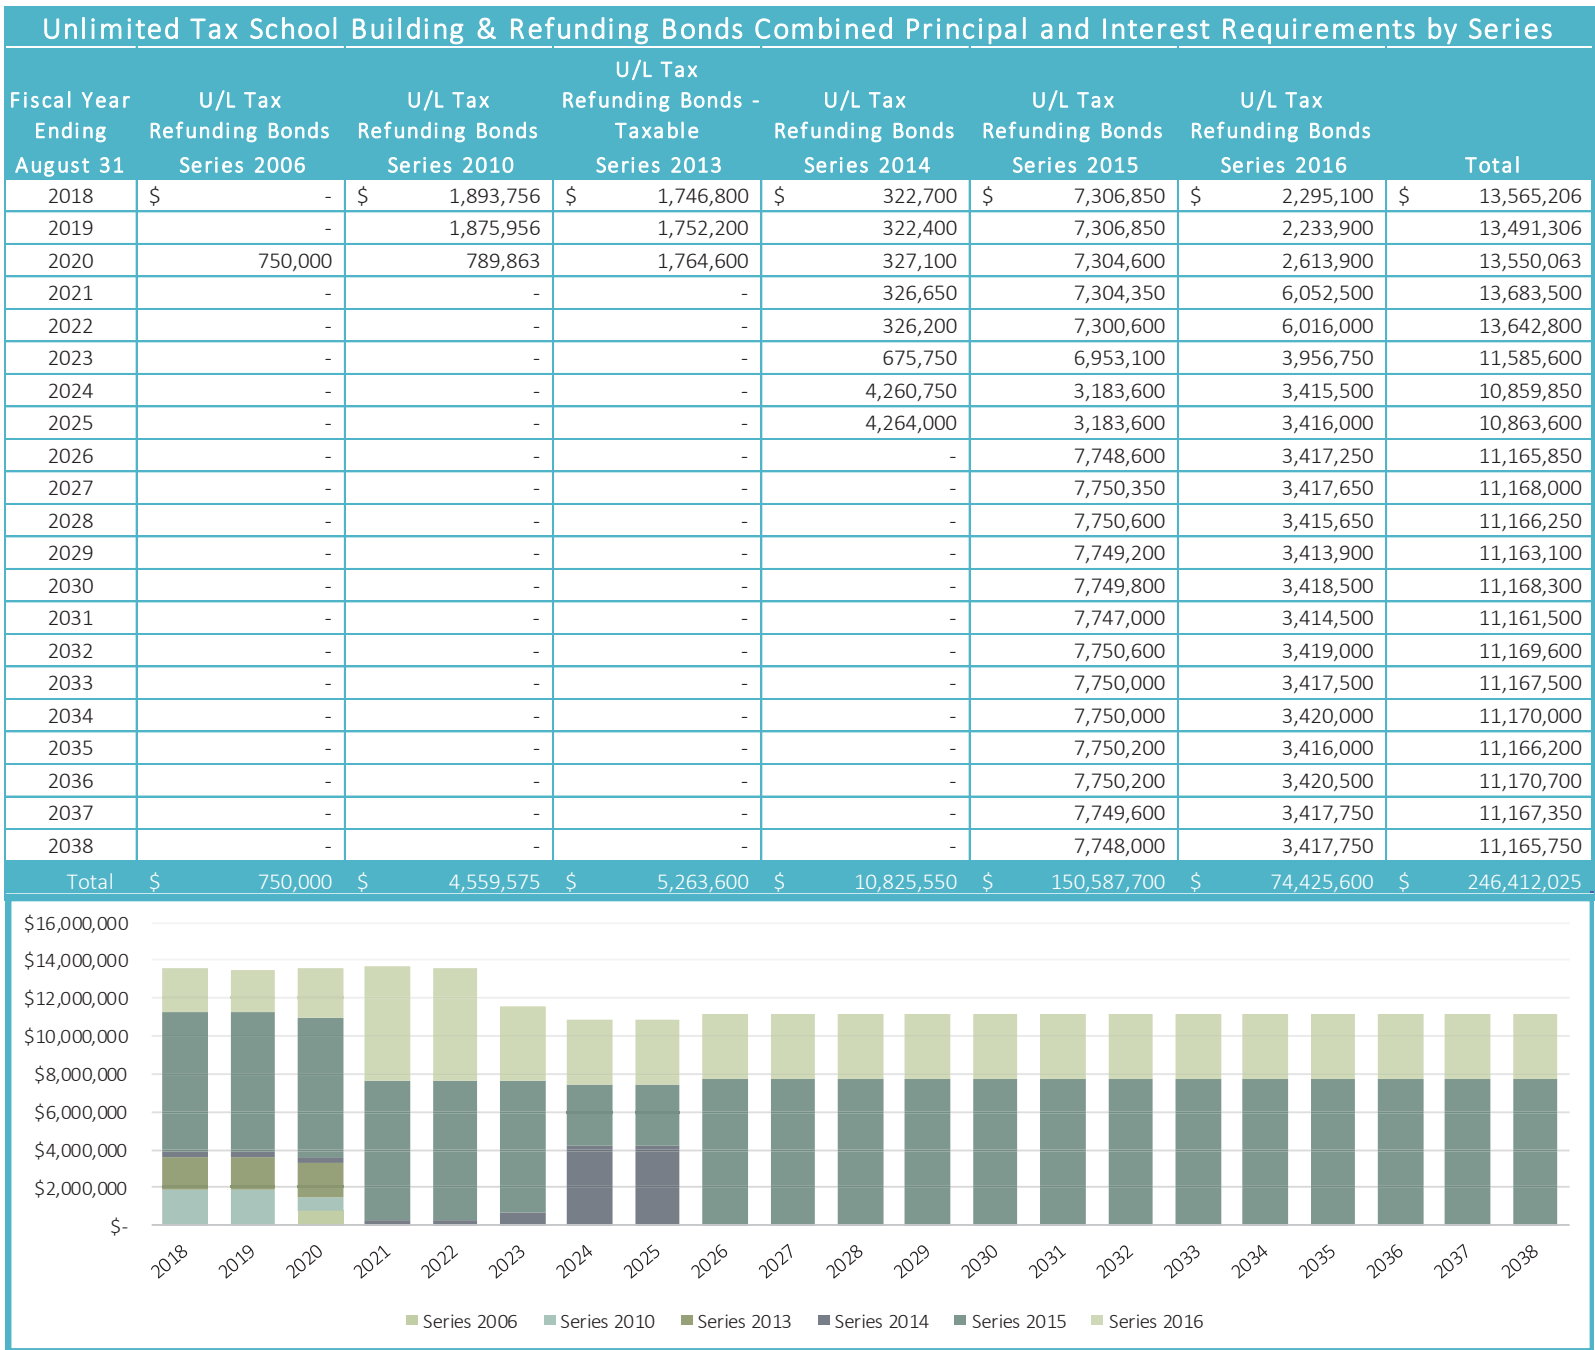 Unlimited Tax School Building & Refunding Bonds Combined Principal and Interest Requirements by Series
Fiscal Year Ending August 31
U/L Tax Refunding Bonds Series 2006
U/L Tax Refunding Bonds Series 2010
U/L Tax Refunding Bonds - Taxable Series 2013
U/L Tax Refunding Bonds Series 2014
U/L Tax Refunding Bonds Series 2015
U/L Tax Refunding Bonds Series 2016
Total
2018 $ - $ 1,893,756 $ 1,746,800 $ 322,700 $ 7,306,850 $ 2,295,100 $ 13,565,206
2019 - 1,875,956 1,752,200 322,400 7,306,850 2,233,900 13,491,306
2020 750,000 789,863 1,764,600 327,100 7,304,600 2,613,900 13,550,063
2021 - - - 326,650 7,304,350 6,052,500 13,683,500
2022 - - - 326,200 7,300,600 6,016,000 13,642,800
2023 - - - 675,750 6,953,100 3,956,750 11,585,600
2024 - - - 4,260,750 3,183,600 3,415,500 10,859,850
2025 - - - 4,264,000 3,183,600 3,416,000 10,863,600
2026 - - - - 7,748,600 3,417,250 11,165,850
2027 - - - - 7,750,350 3,417,650 11,168,000
2028 - - - - 7,750,600 3,415,650 11,166,250
2029 - - - - 7,749,200 3,413,900 11,163,100
2030 - - - - 7,749,800 3,418,500 11,168,300
2031 - - - - 7,747,000 3,414,500 11,161,500
2032 - - - - 7,750,600 3,419,000 11,169,600
2033 - - - - 7,750,000 3,417,500 11,167,500
2034 - - - - 7,750,000 3,420,000 11,170,000
2035 - - - - 7,750,200 3,416,000 11,166,200
2036 - - - - 7,750,200 3,420,500 11,170,700
2037 - - - - 7,749,600 3,417,750 11,167,350
2038 - - - - 7,748,000 3,417,750 11,165,750
Total $ 750,000 $ 4,559,575 $ 5,263,600 $ 10,825,550 $ 150,587,700 $ 74,425,600 $ 246,412,025
$16,000,000
$14,000,000
$12,000,000
$10,000,000
$8,000,000
$6,000,000
$4,000,000
$2,000,000
$-
2018 2019 2020 2021 2022 2023 2024 2025 2026 2027 2028 2029 2030 2031 2032 2033 2034 2035 2036 2037 2038
Series 2006 Series 2010 Series 2013 Series 2014 Series 2015 Series 2016